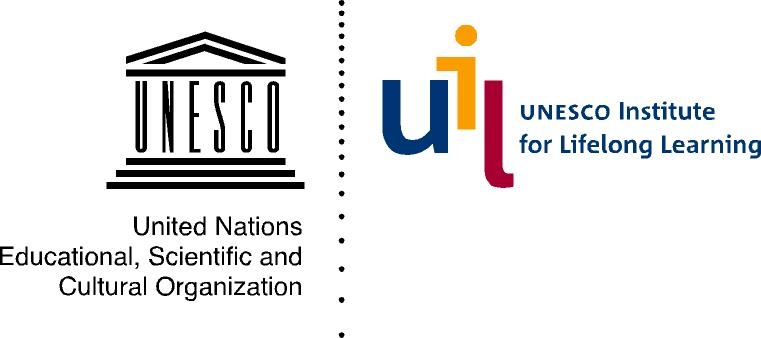 UNESCO
United Nations
Educational, Scientific and
Cultural Organization
uil
UNESCO Institute
for Lifelong Learning